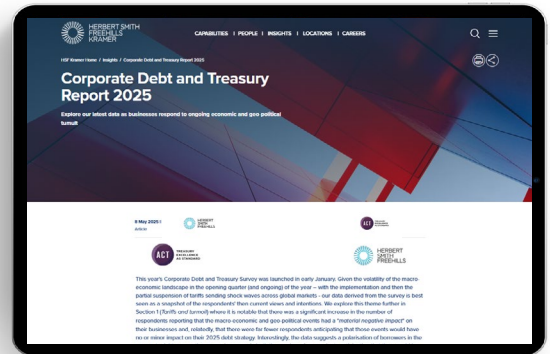 HERBERT SMITH
FREEHILLS
KRAMER
CAPABILITIES | PEOPLE | INSIGHTS | LOCATIONS | CAREERS
HSF Kramer Home / Insights / Corporate Debt and Treasury Report 2025
Corporate Debt and Treasury
Report 2025
Explore our latest data as businesses respond to ongoing economic and geo political
tumult
6 May 2025 |
Article
HERBERT
SMITH
FREEHILLS
ACT
ACT
TREASURY
EXCELLENCE
AS STANDARD
HERBERT
SMITH
FREEHILLS
This year's Corporate Debt and Treasury Survey was launched in early January. Given the volatility of the macro-
economic landscape in the opening quarter (and ongoing) of the year – with the implementation and then the
partial suspension of tariffs sending shock waves across global markets - our data derived from the survey is best
seen as a snapshot of the respondents' then current views and intentions. We explore this theme further in
Section 1 (Tariffs and turmoil) where it is notable that there was a significant increase in the number of
respondents reporting that the macro-economic and geo-political events had a "material negative impact" on
their businesses and, relatedly, that there were far fewer respondents anticipating that those events would have
no or minor impact on their 2025 debt strategy. Interestingly, the data suggests a polarisation of borrowers in the